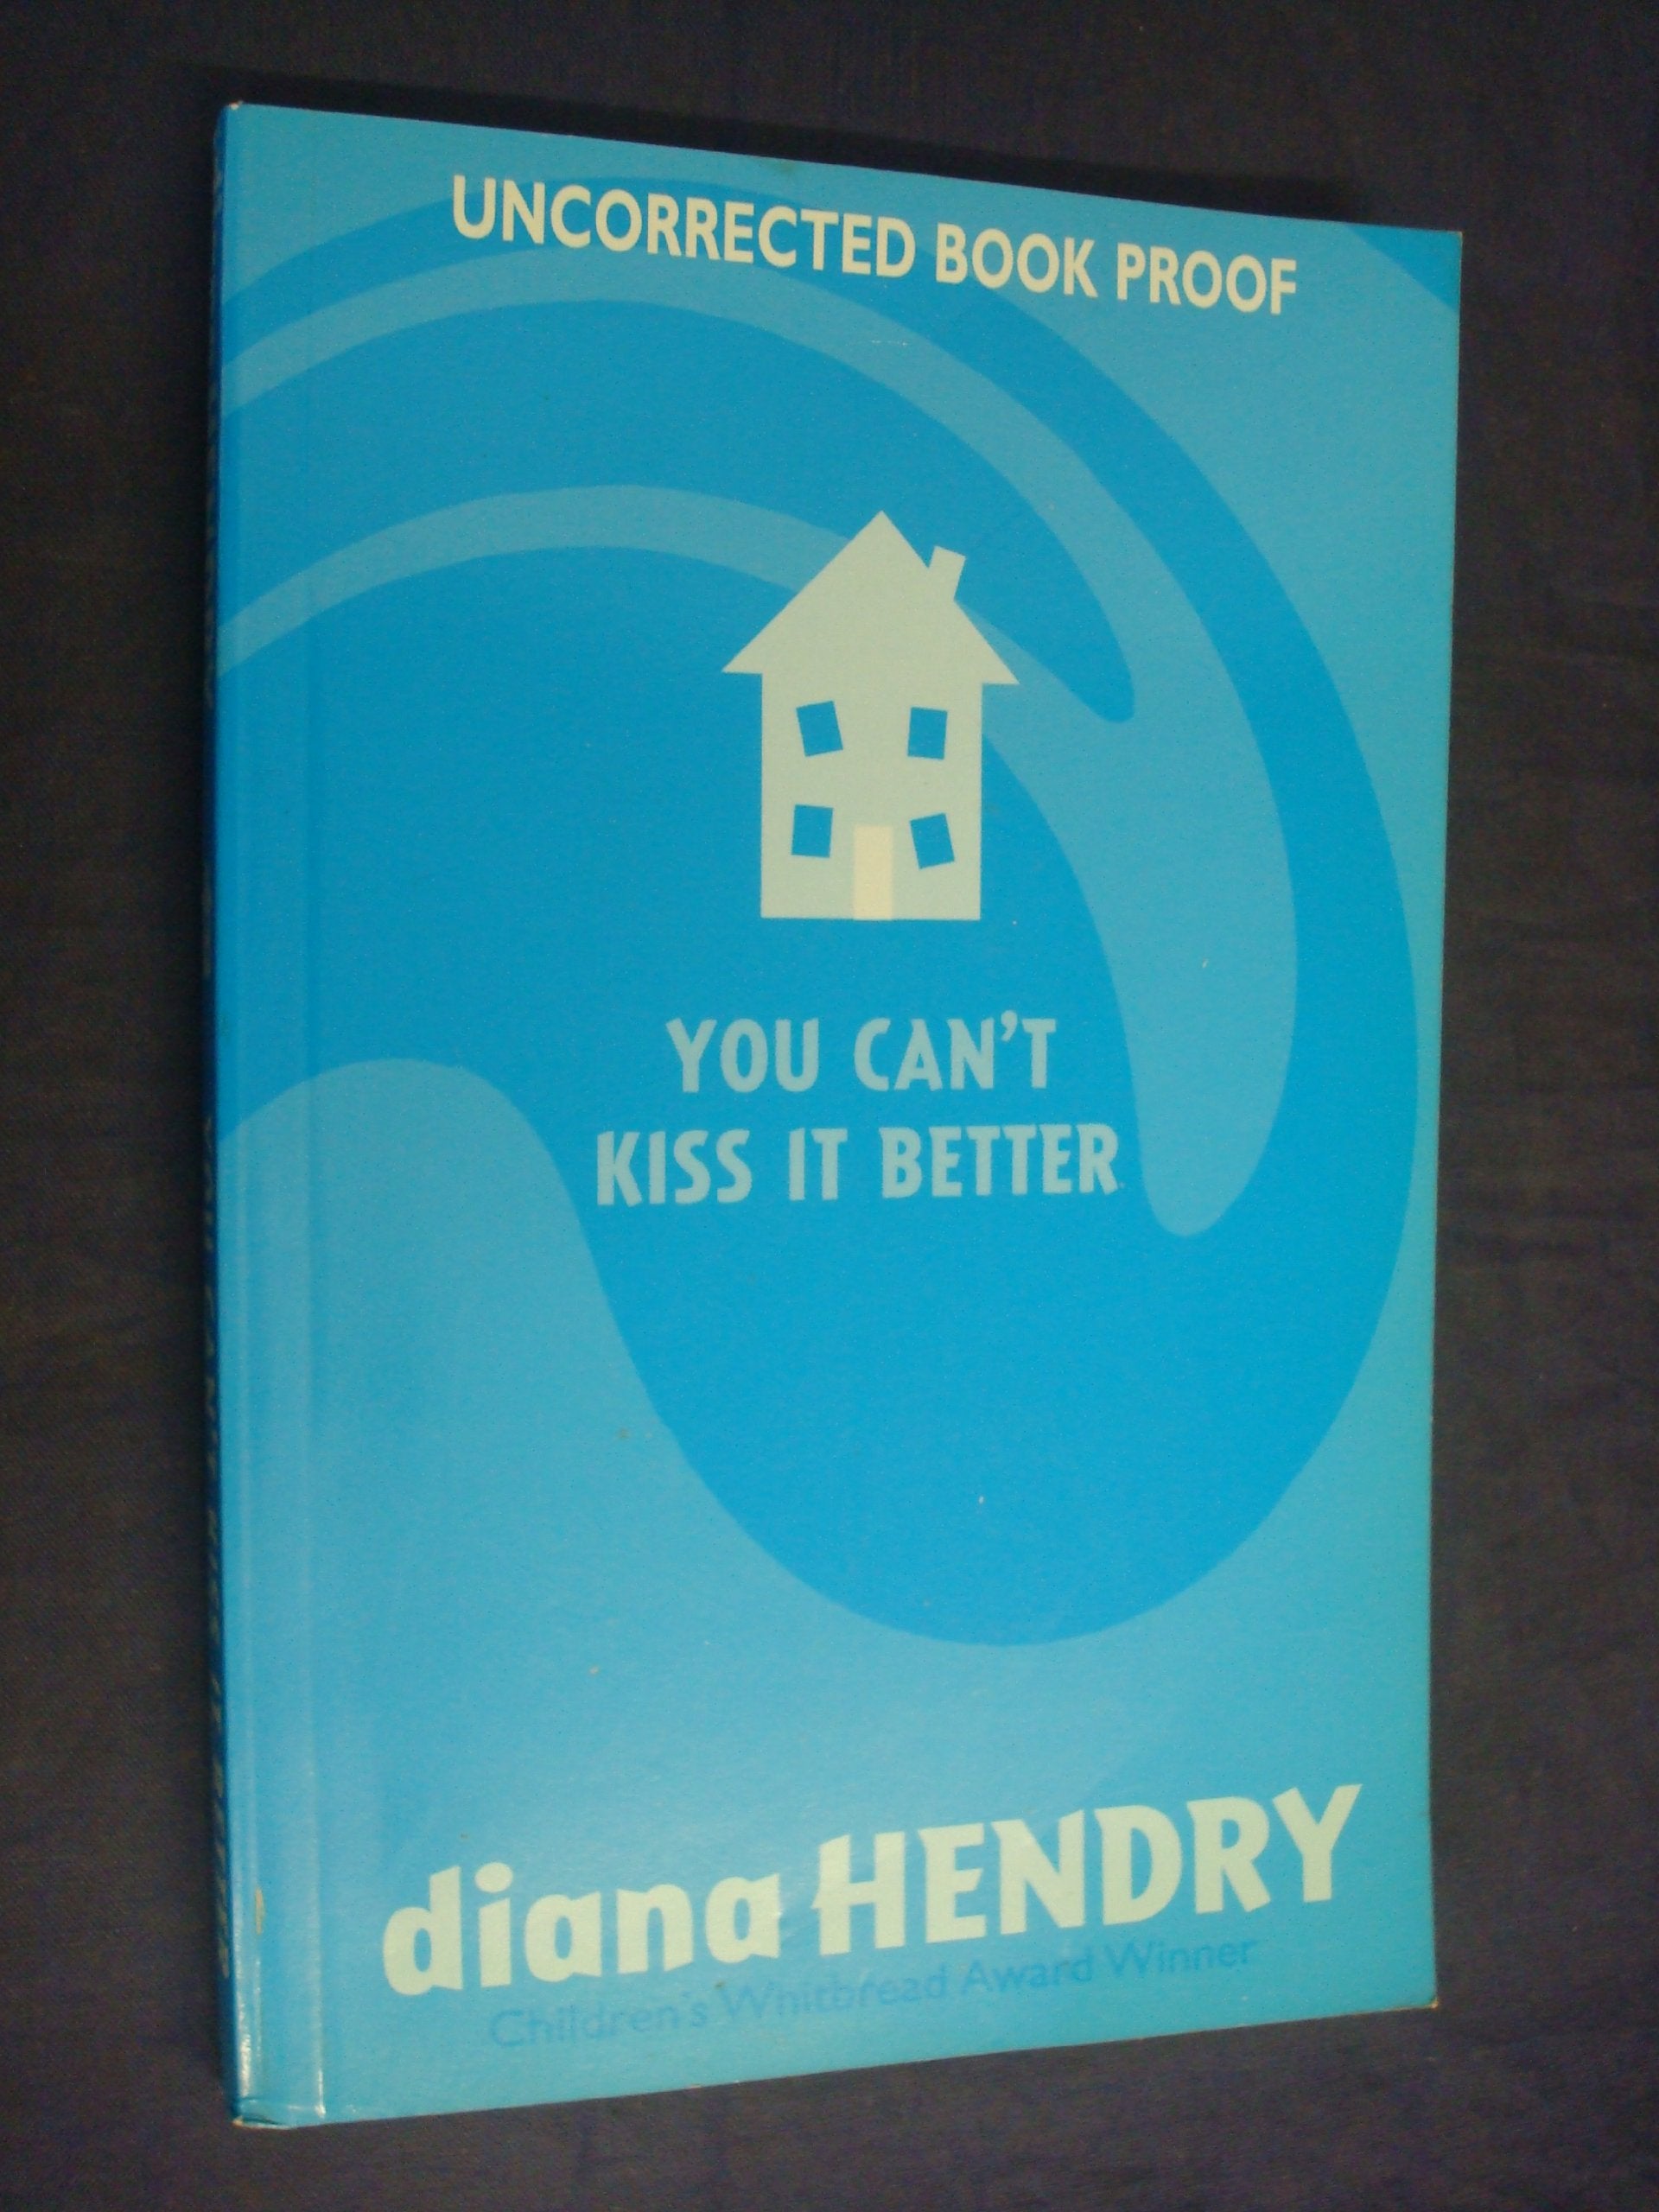 UNCORRECTED BOOK PROOF
YOU CAN'T
KISS IT BETTER
diana HENDRY
Children's Whitbread Award Winner